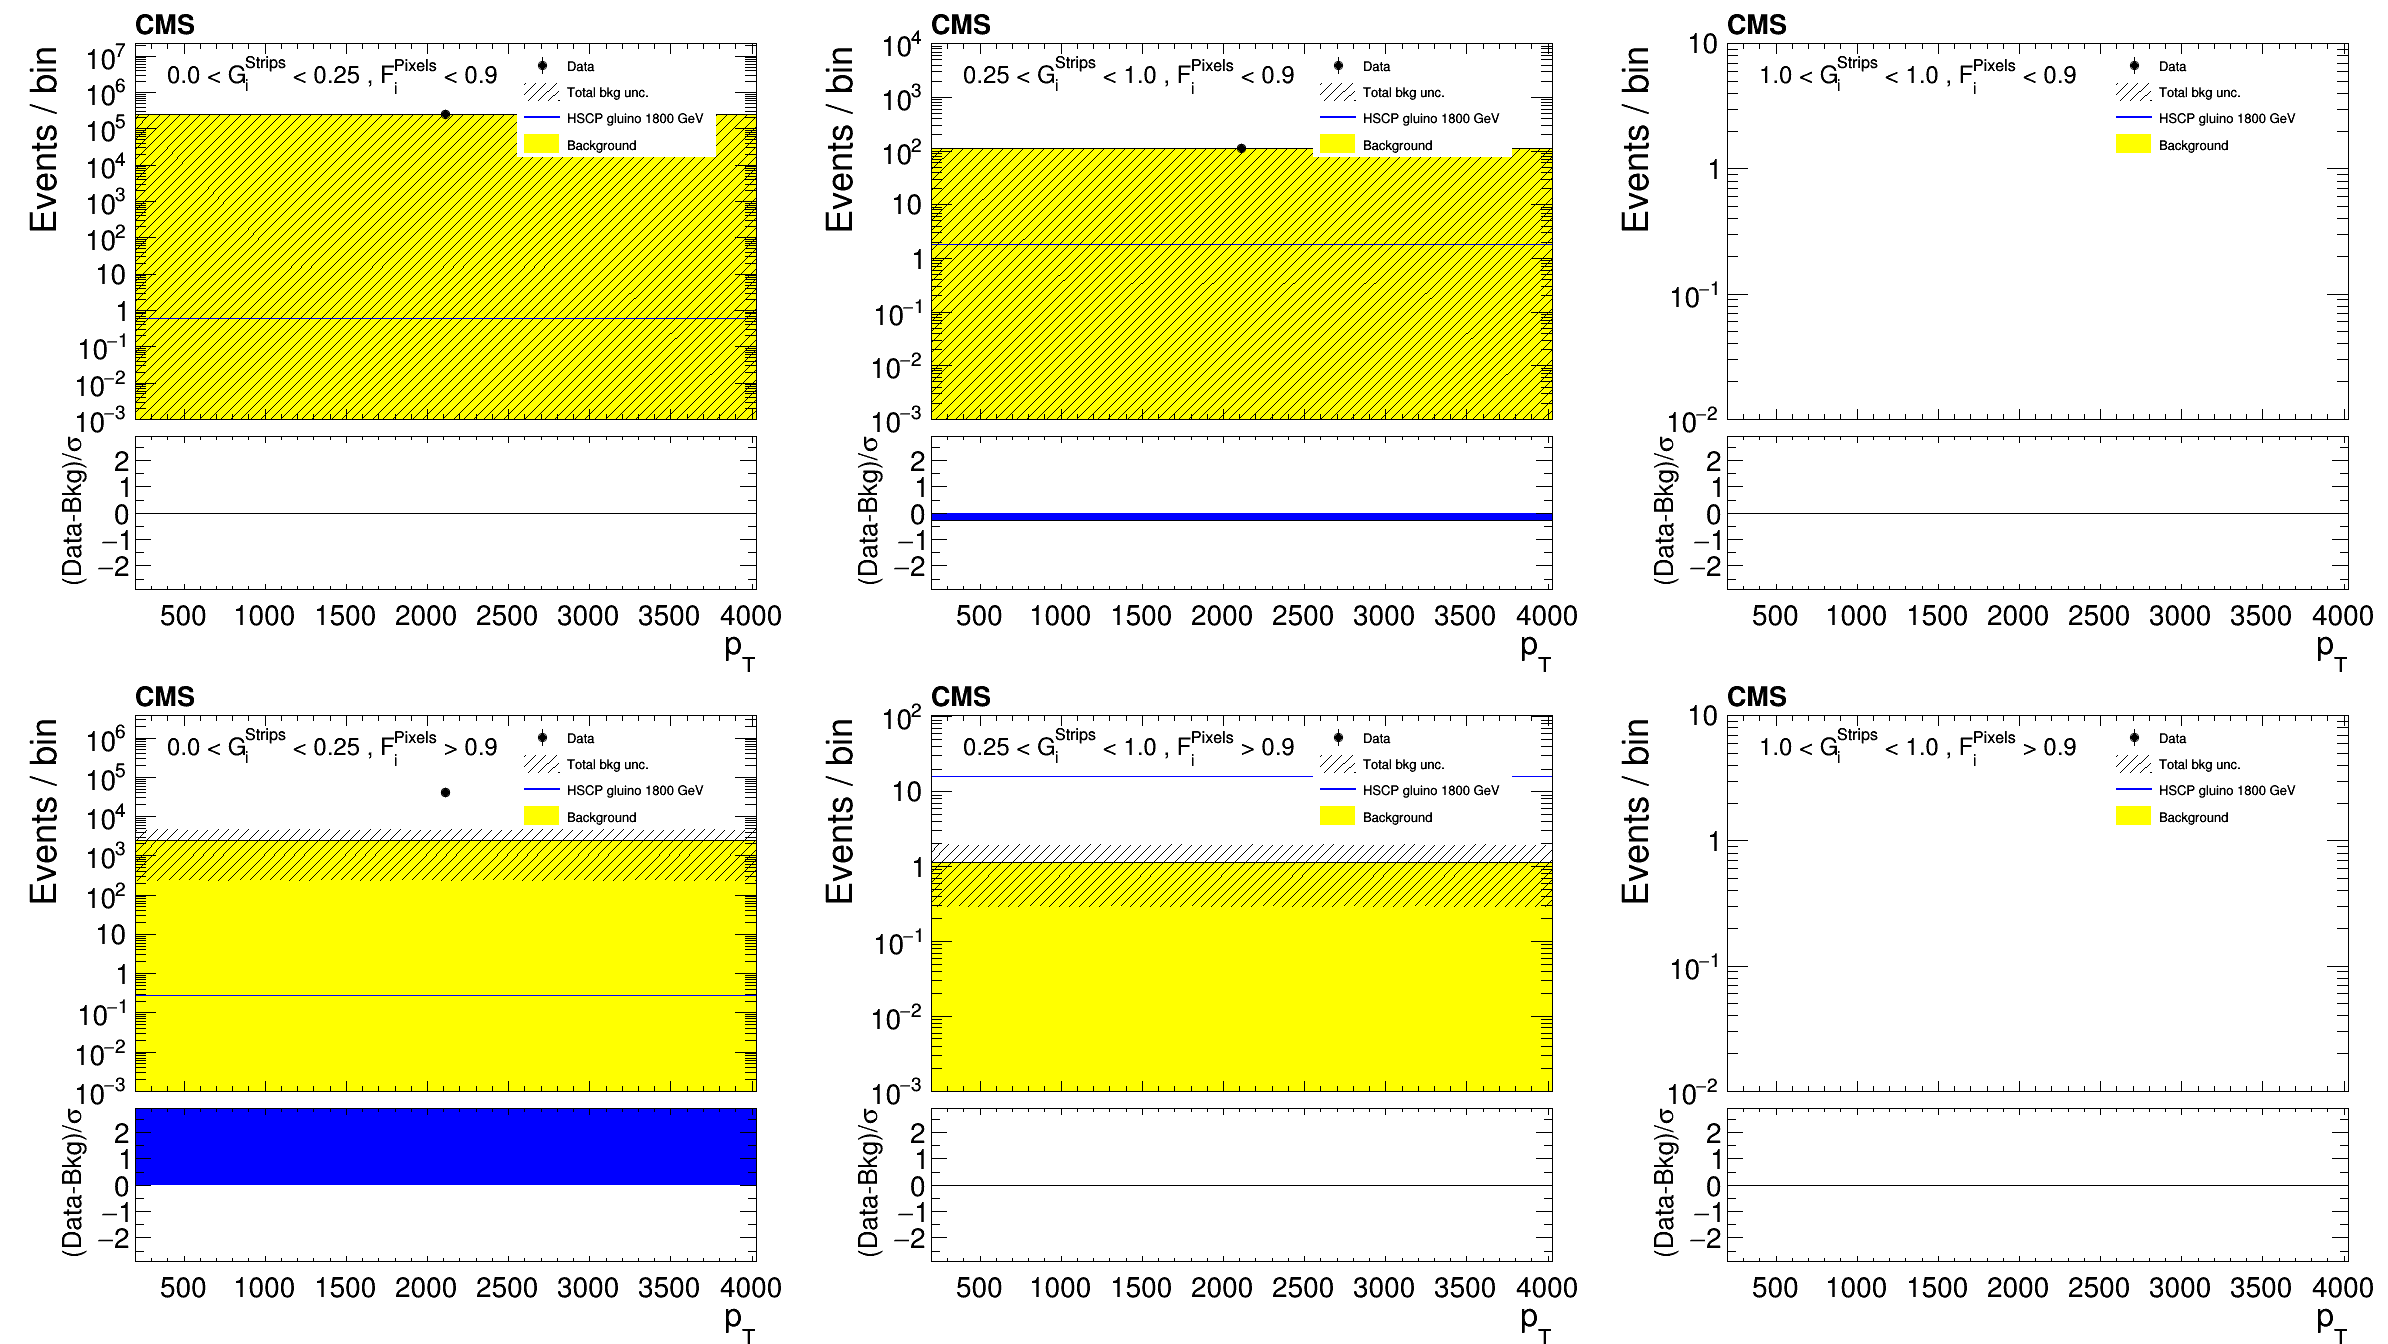 CMS
Events / bin
10^7
10^6
10^5
10^4
10^3
10^2
10
1
10^−1
10^−2
10^−3
0.0 < G_i^Strips < 0.25 , F_i^Pixels < 0.9
Data
Total bkg unc.
HSCP gluino 1800 GeV
Background
(Data-Bkg)/σ
2
1
0
−1
−2
500 1000 1500 2000 2500 3000 3500 4000
p_T
CMS
Events / bin
10^4
10^3
10^2
10
1
10^−1
10^−2
10^−3
0.25 < G_i^Strips < 1.0 , F_i^Pixels < 0.9
Data
Total bkg unc.
HSCP gluino 1800 GeV
Background
(Data-Bkg)/σ
2
1
0
−1
−2
500 1000 1500 2000 2500 3000 3500 4000
p_T
CMS
Events / bin
10
1
10^−1
10^−2
1.0 < G_i^Strips < 1.0 , F_i^Pixels < 0.9
Data
Total bkg unc.
HSCP gluino 1800 GeV
Background
(Data-Bkg)/σ
2
1
0
−1
−2
500 1000 1500 2000 2500 3000 3500 4000
p_T
CMS
Events / bin
10^6
10^5
10^4
10^3
10^2
10
1
10^−1
10^−2
10^−3
0.0 < G_i^Strips < 0.25 , F_i^Pixels > 0.9
Data
Total bkg unc.
HSCP gluino 1800 GeV
Background
(Data-Bkg)/σ
2
1
0
−1
−2
500 1000 1500 2000 2500 3000 3500 4000
p_T
CMS
Events / bin
10^2
10
1
10^−1
10^−2
10^−3
0.25 < G_i^Strips < 1.0 , F_i^Pixels > 0.9
Data
Total bkg unc.
HSCP gluino 1800 GeV
Background
(Data-Bkg)/σ
2
1
0
−1
−2
500 1000 1500 2000 2500 3000 3500 4000
p_T
CMS
Events / bin
10
1
10^−1
10^−2
1.0 < G_i^Strips < 1.0 , F_i^Pixels > 0.9
Data
Total bkg unc.
HSCP gluino 1800 GeV
Background
(Data-Bkg)/σ
2
1
0
−1
−2
500 1000 1500 2000 2500 3000 3500 4000
p_T